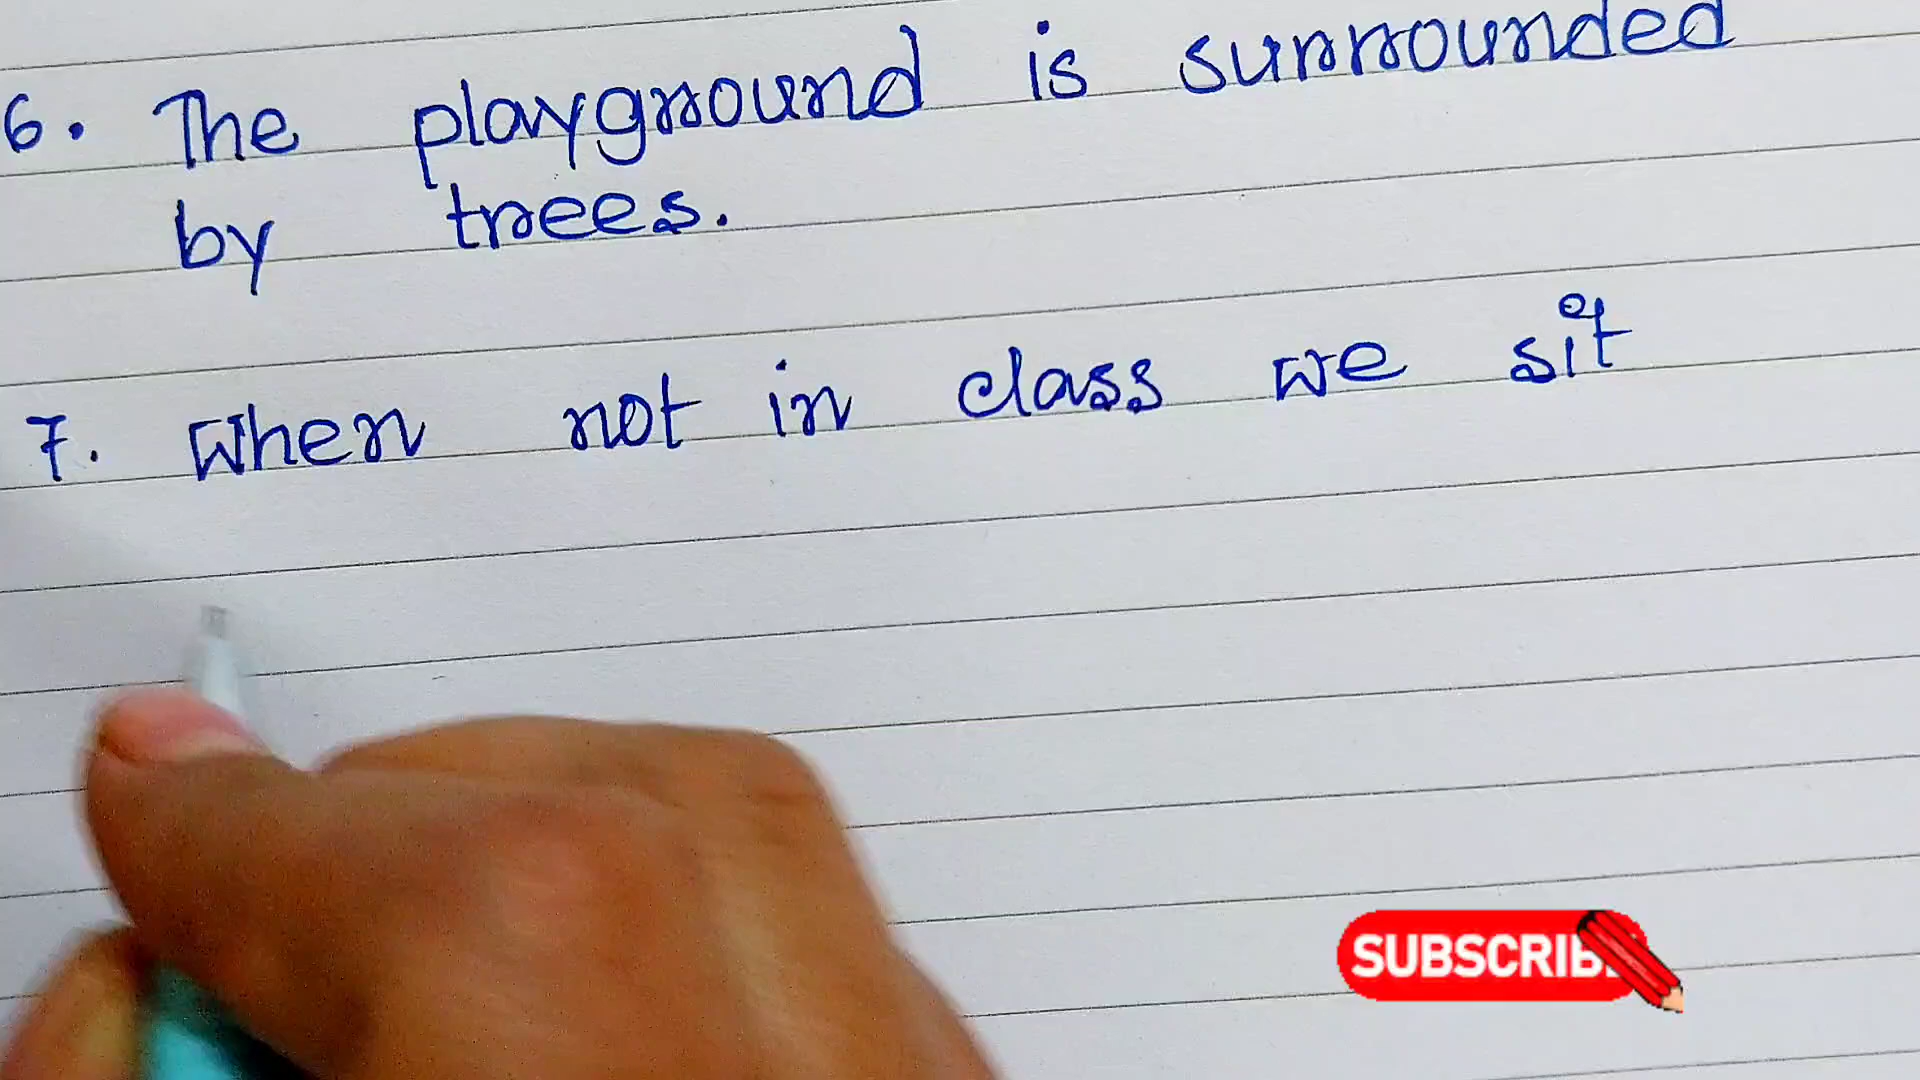 6. The playground is surrounded
by trees.
7. When not in class we sit
SUBSCRIB